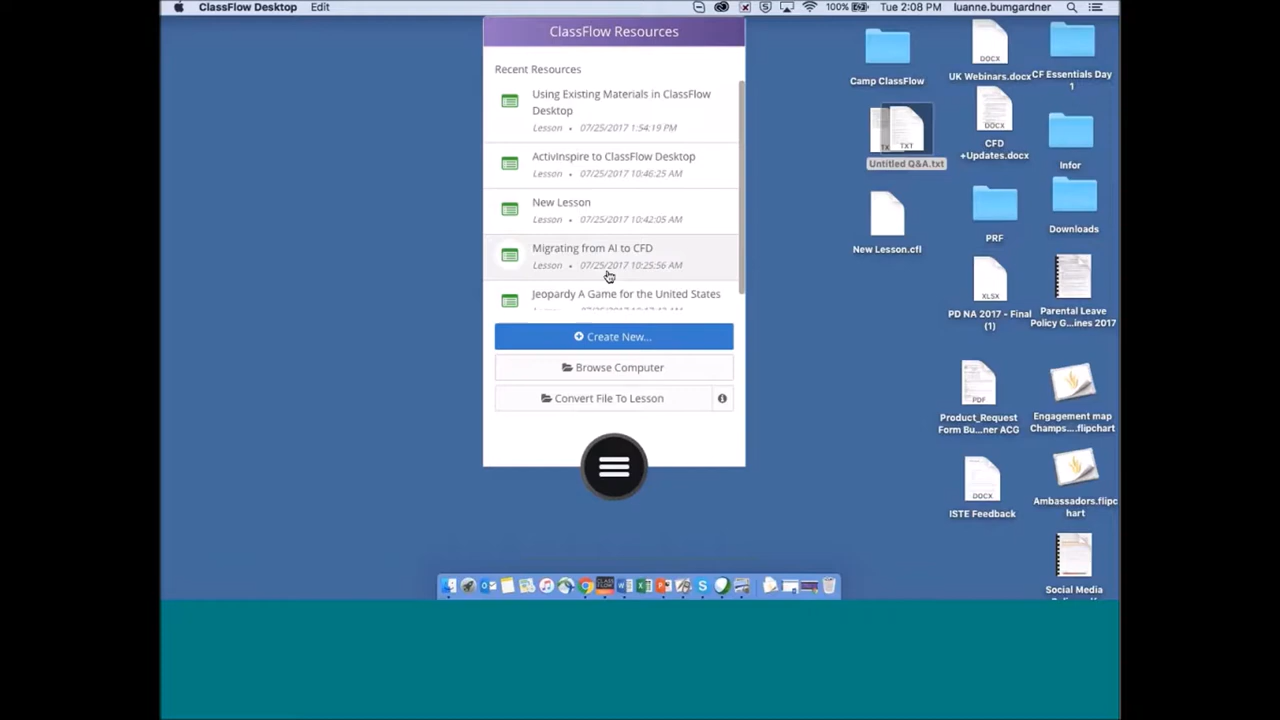 ClassFlow Desktop Edit
100% Tue 2:08 PM luanne.bumgardner
ClassFlow Resources
Recent Resources
Using Existing Materials in ClassFlow
Desktop
Lesson • 07/25/2017 1:54:19 PM
ActivInspire to ClassFlow Desktop
Lesson • 07/25/2017 10:46:25 AM
New Lesson
Lesson • 07/25/2017 10:42:05 AM
Migrating from AI to CFD
Lesson • 07/25/2017 10:25:56 AM
Jeopardy A Game for the United States
Create New...
Browse Computer
Convert File To Lesson
Camp ClassFlow
DOCX
UK Webinars.docx
CF Essentials Day
1
TXT
Untitled Q&A.txt
DOCX
CFD
+Updates.docx
Infor
New Lesson.cfl
PRF
Downloads
XLSX
PD NA 2017 - Final
(1)
Parental Leave
Policy G...ines 2017
PDF
Product_Request
Form Bu...ner ACG
Engagement map
Champs....flipchart
DOCX
ISTE Feedback
Ambassadors.flipc
hart
Social Media